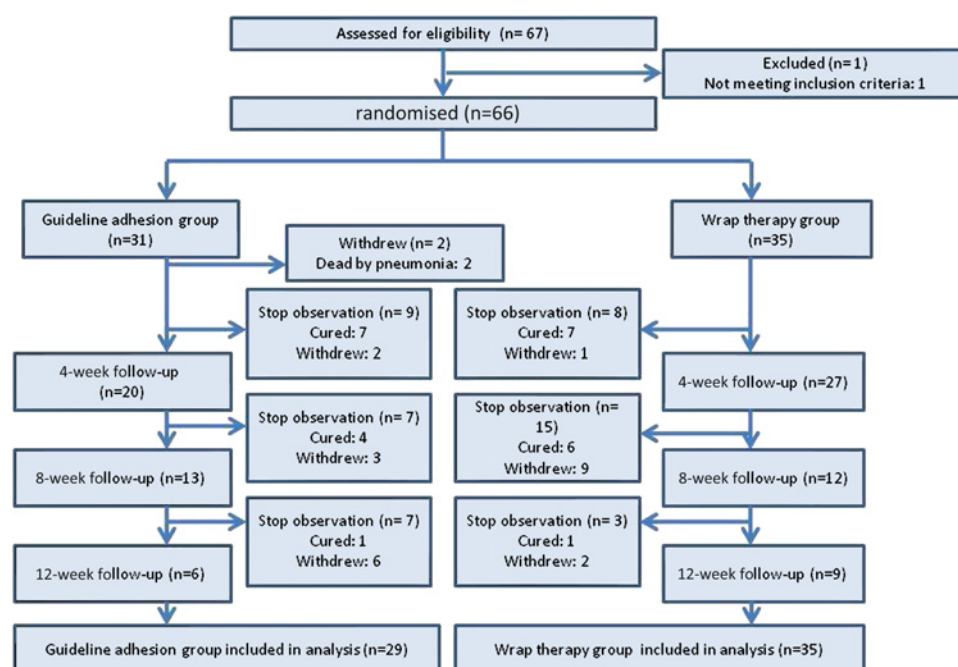 Assessed for eligibility (n= 67)
Excluded (n= 1)
Not meeting inclusion criteria: 1
randomised (n=66)
Guideline adhesion group
(n=31)
Wrap therapy group
(n=35)
Withdrew (n= 2)
Dead by pneumonia: 2
Stop observation (n= 9)
Cured: 7
Withdrew: 2
Stop observation (n= 8)
Cured: 7
Withdrew: 1
4-week follow-up
(n=20)
4-week follow-up (n=27)
Stop observation (n= 7)
Cured: 4
Withdrew: 3
Stop observation (n=
15)
Cured: 6
Withdrew: 9
8-week follow-up (n=13)
8-week follow-up (n=12)
Stop observation (n= 7)
Cured: 1
Withdrew: 6
Stop observation (n= 3)
Cured: 1
Withdrew: 2
12-week follow-up (n=6)
12-week follow-up (n=9)
Guideline adhesion group included in analysis (n=29)
Wrap therapy group included in analysis (n=35)